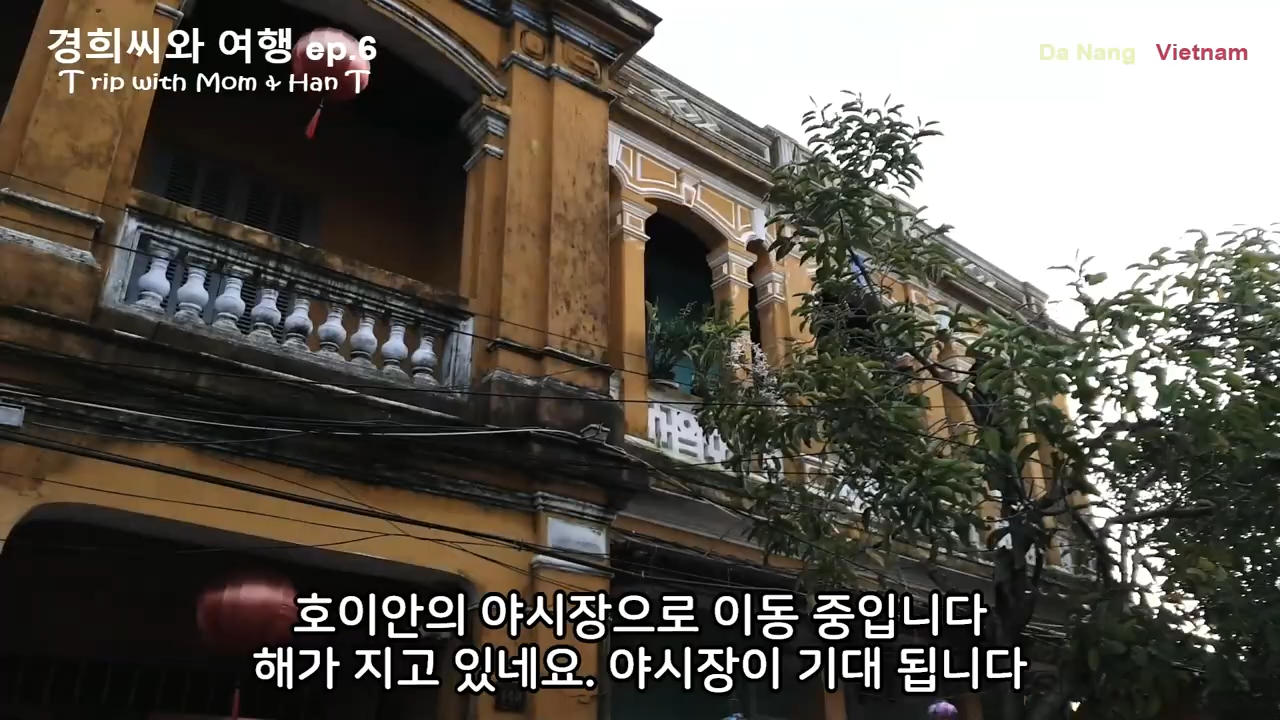 경희씨와 여행 ep.6
Trip with Mom & Han T
Da Nang Vietnam
호이안의 야시장으로 이동 중입니다
해가 지고 있네요. 야시장이 기대 됩니다